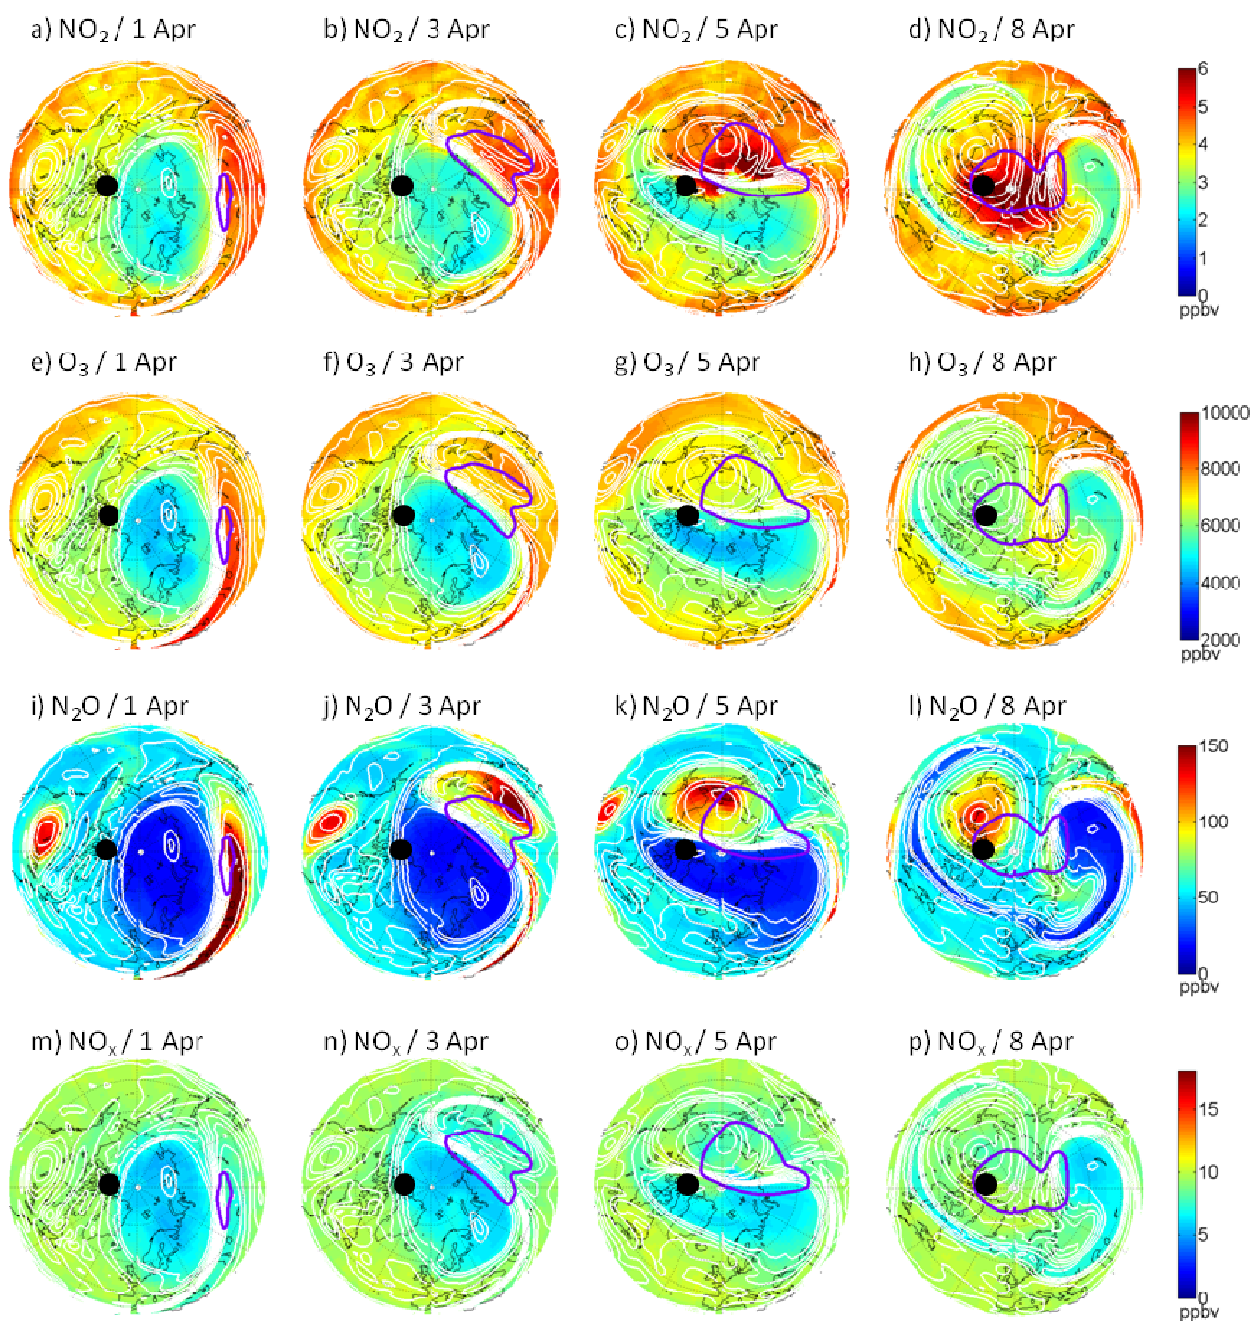 a) NO₂ / 1 Apr
b) NO₂ / 3 Apr
c) NO₂ / 5 Apr
d) NO₂ / 8 Apr
6
5
4
3
2
1
0
ppbv
e) O₃ / 1 Apr
f) O₃ / 3 Apr
g) O₃ / 5 Apr
h) O₃ / 8 Apr
10000
8000
6000
4000
2000
ppbv
i) N₂O / 1 Apr
j) N₂O / 3 Apr
k) N₂O / 5 Apr
l) N₂O / 8 Apr
150
100
50
0
ppbv
m) NOₓ / 1 Apr
n) NOₓ / 3 Apr
o) NOₓ / 5 Apr
p) NOₓ / 8 Apr
15
10
5
0
ppbv